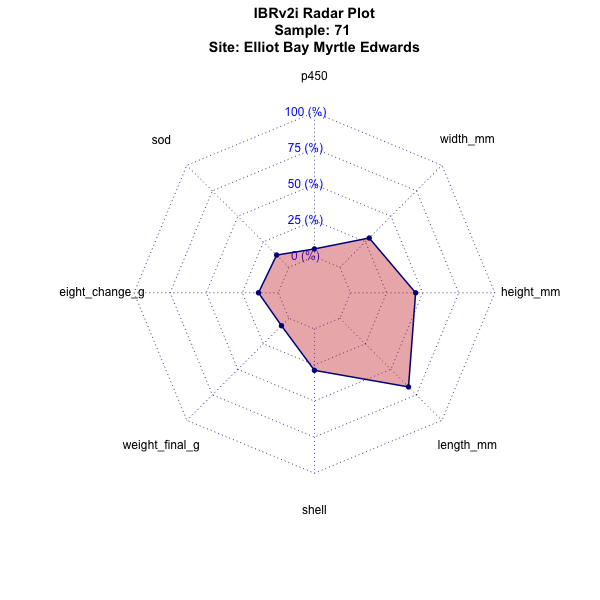 IBRv2i Radar Plot
Sample: 71
Site: Elliot Bay Myrtle Edwards
p450
100 (%)
sod
width_mm
75 (%)
50 (%)
25 (%)
0 (%)
eight_change_g
height_mm
weight_final_g
length_mm
shell